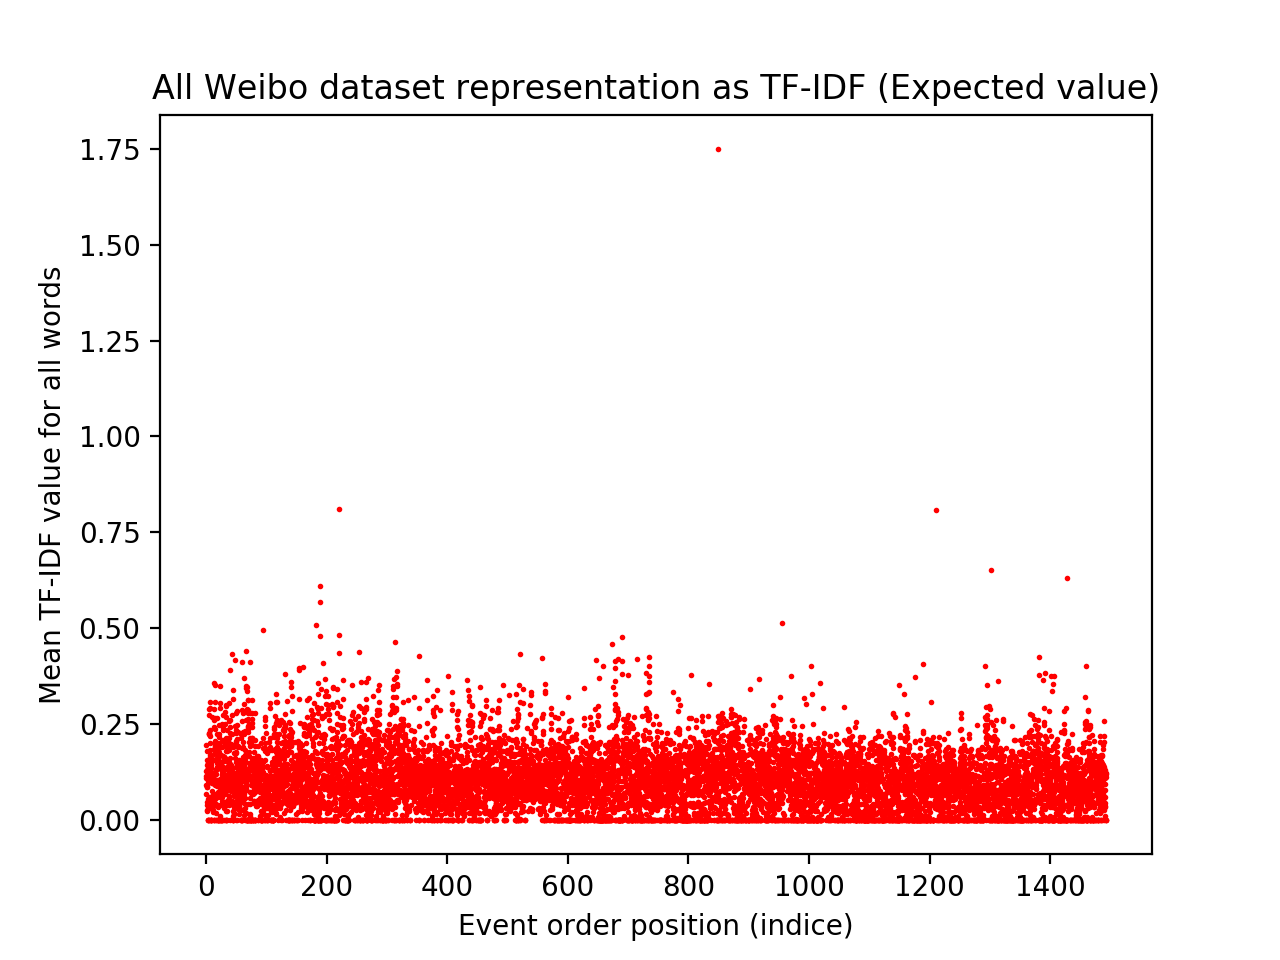 All Weibo dataset representation as TF-IDF (Expected value)
Mean TF-IDF value for all words
1.75
1.50
1.25
1.00
0.75
0.50
0.25
0.00
0 200 400 600 800 1000 1200 1400
Event order position (indice)